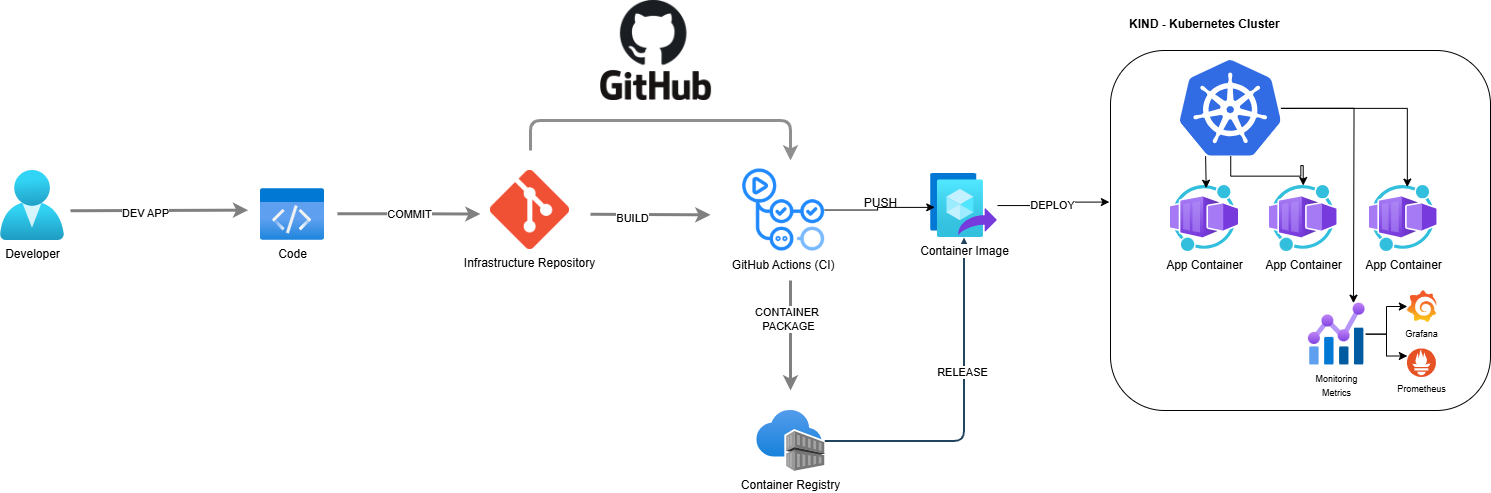 GitHub
KIND - Kubernetes Cluster
DEV APP
COMMIT
BUILD
PUSH
DEPLOY
Developer
Code
Infrastructure Repository
GitHub Actions (CI)
Container Image
App Container
App Container
App Container
CONTAINER
PACKAGE
RELEASE
Grafana
Monitoring
Metrics
Prometheus
Container Registry